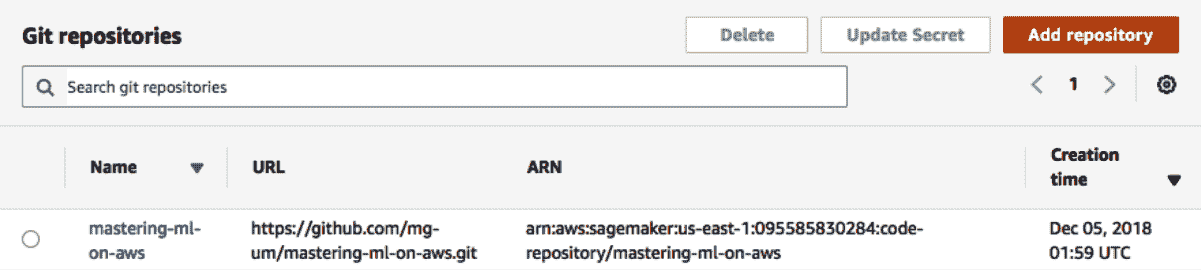 Git repositories
Delete
Update Secret
Add repository
Search git repositories
1
Name
URL
ARN
Creation
time
mastering-ml-
on-aws
https://github.com/mg-
um/mastering-ml-on-aws.git
arn:aws:sagemaker:us-east-1:095585830284:code-
repository/mastering-ml-on-aws
Dec 05, 2018
01:59 UTC